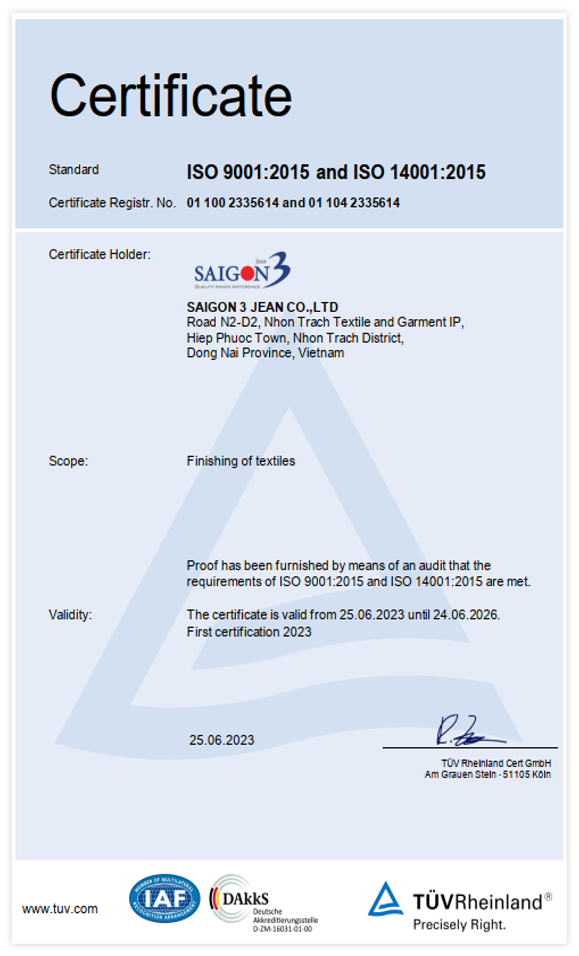 Certificate
Standard ISO 9001:2015 and ISO 14001:2015
Certificate Registr. No. 01 100 2335614 and 01 104 2335614
Certificate Holder:
Jean
SAIGON 3
QUALITY MAKES DIFFERENCE
SAIGON 3 JEAN CO.,LTD
Road N2-D2, Nhon Trach Textile and Garment IP,
Hiep Phuoc Town, Nhon Trach District,
Dong Nai Province, Vietnam
Scope: Finishing of textiles
Proof has been furnished by means of an audit that the
requirements of ISO 9001:2015 and ISO 14001:2015 are met.
Validity: The certificate is valid from 25.06.2023 until 24.06.2026.
First certification 2023
25.06.2023
TÜV Rheinland Cert GmbH
Am Grauen Stein · 51105 Köln
www.tuv.com
MEMBER OF MULTILATERAL
IAF
RECOGNITION ARRANGEMENT
DAkkS
Deutsche
Akkreditierungsstelle
D-ZM-16031-01-00
TÜVRheinland®
Precisely Right.